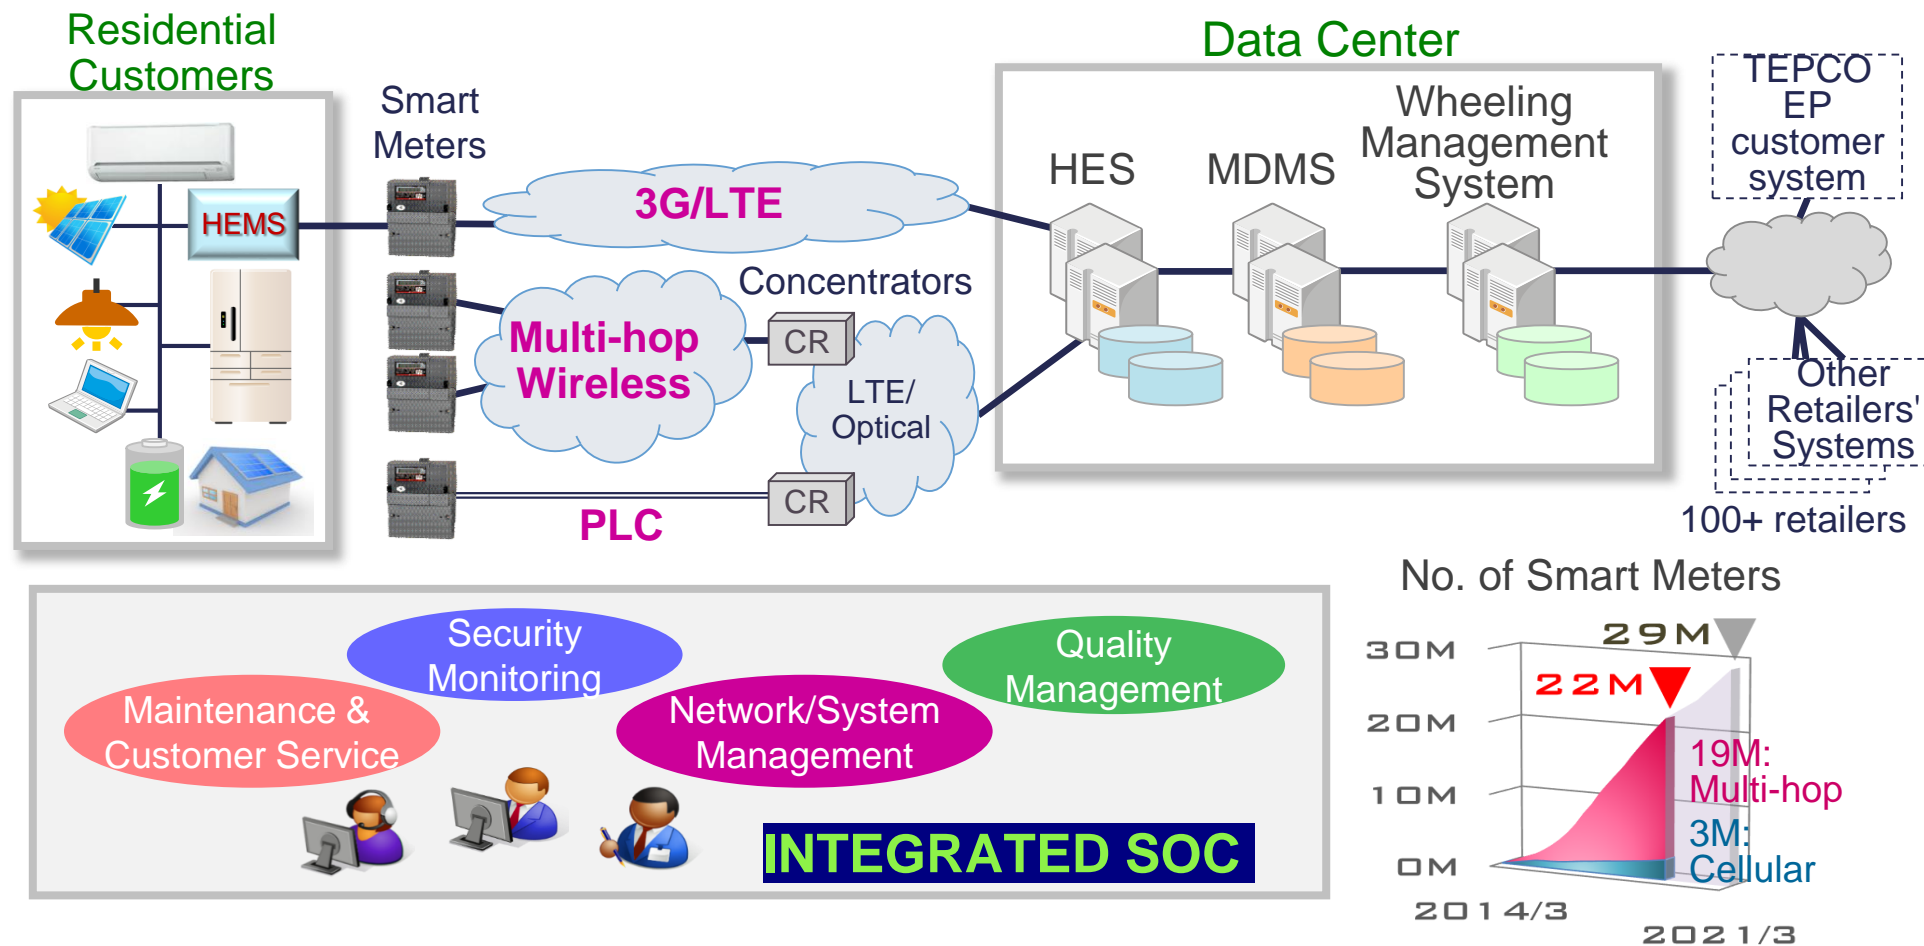 Residential
Customers
Data Center
TEPCO
EP
customer
system
Smart
Meters
HEMS
3G/LTE
HES
MDMS
Wheeling
Management
System
Concentrators
Multi-hop
Wireless
CR
LTE/
Optical
CR
PLC
Other
Retailers'
Systems
100+ retailers
Security
Monitoring
Quality
Management
Maintenance &
Customer Service
Network/System
Management
INTEGRATED SOC
No. of Smart Meters
30M
29M
22M
20M
19M:
Multi-hop
10M
3M:
Cellular
0M
2014/3
2021/3